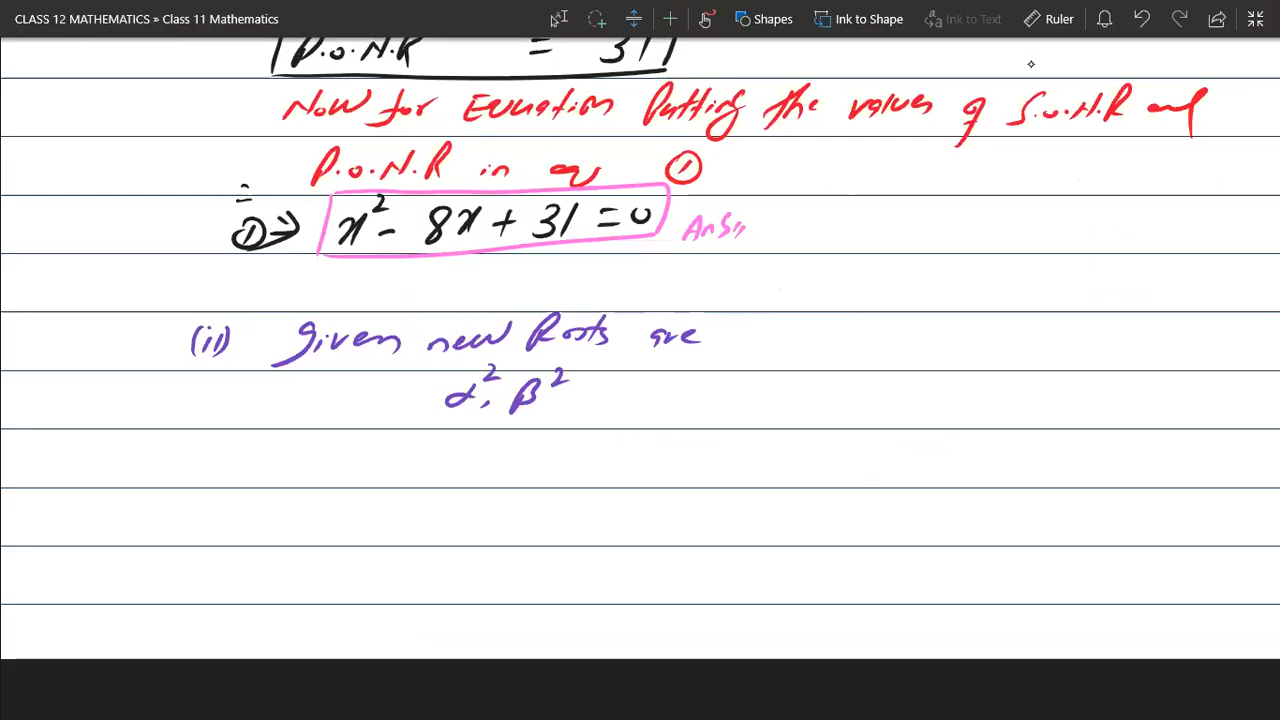 CLASS 12 MATHEMATICS » Class 11 Mathematics Shapes Ink to Shape Ink to Text Ruler
P.O.N.R = 31
Now for Equation Putting the values of S.O.N.R and
P.O.N.R in eq ①
① ⇒ x² - 8x + 31 = 0 Ans;
(ii) Given new Roots are
α², β²